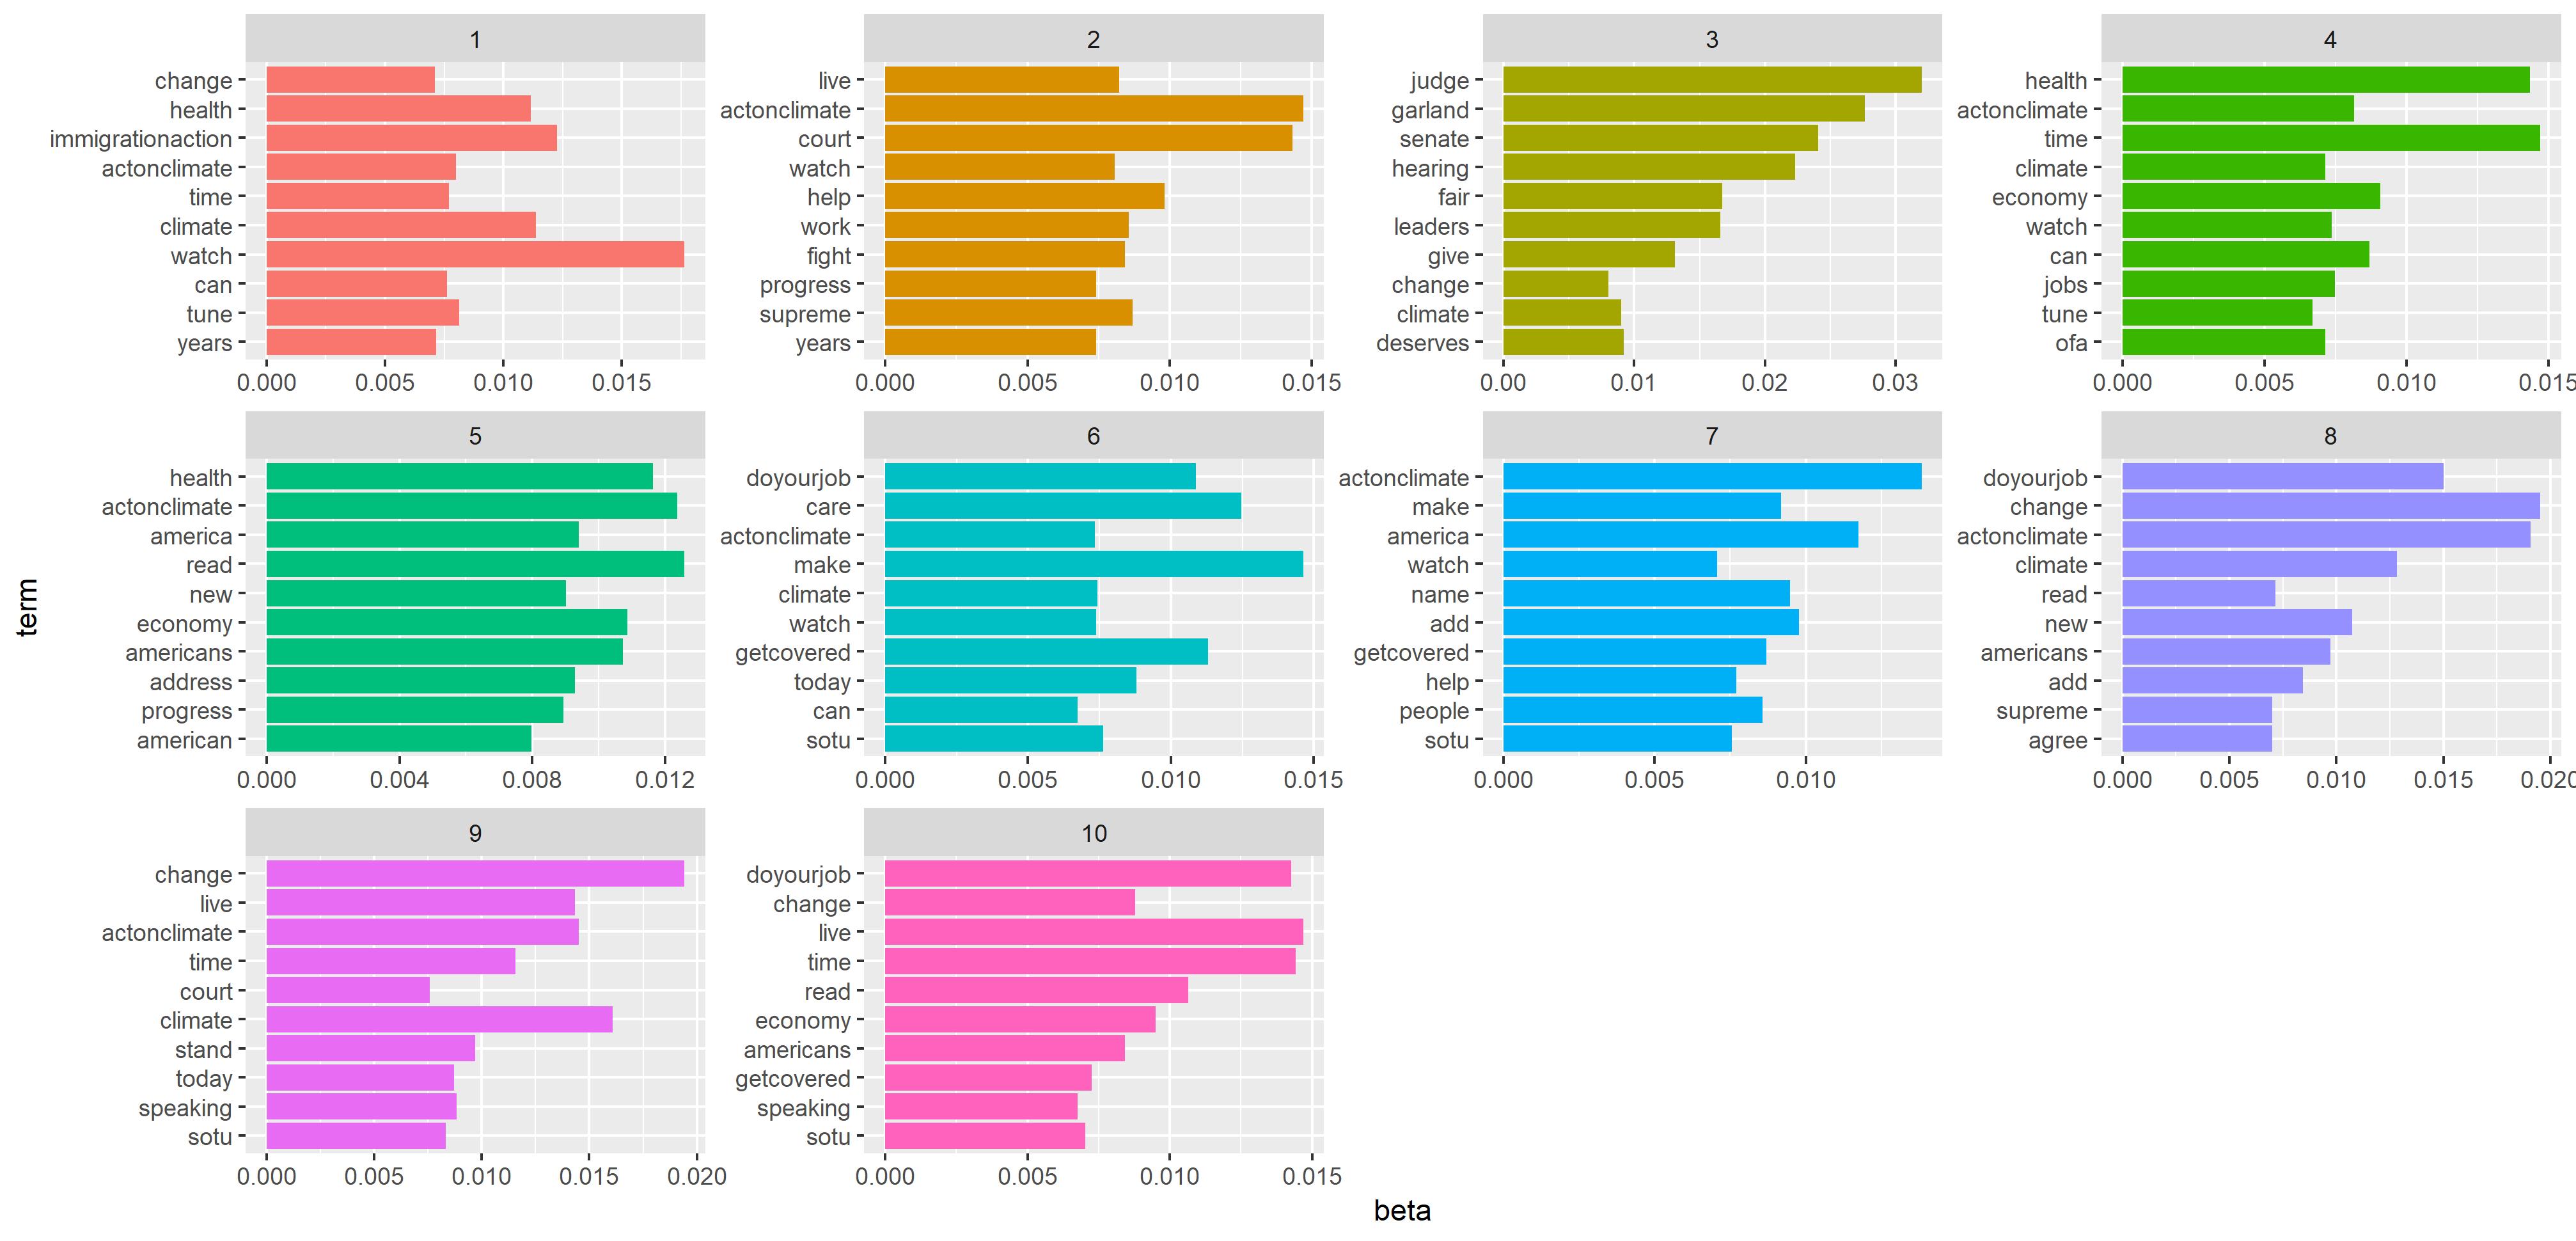 1
change
health
immigrationaction
actonclimate
time
climate
watch
can
tune
years
0.000 0.005 0.010 0.015
2
live
actonclimate
court
watch
help
work
fight
progress
supreme
years
0.000 0.005 0.010 0.015
3
judge
garland
senate
hearing
fair
leaders
give
change
climate
deserves
0.00 0.01 0.02 0.03
4
health
actonclimate
time
climate
economy
watch
can
jobs
tune
ofa
0.000 0.005 0.010 0.015
5
health
actonclimate
america
read
new
economy
americans
address
progress
american
0.000 0.004 0.008 0.012
6
doyourjob
care
actonclimate
make
climate
watch
getcovered
today
can
sotu
0.000 0.005 0.010 0.015
7
actonclimate
make
america
watch
name
add
getcovered
help
people
sotu
0.000 0.005 0.010
8
doyourjob
change
actonclimate
climate
read
new
americans
add
supreme
agree
0.000 0.005 0.010 0.015 0.020
9
change
live
actonclimate
time
court
climate
stand
today
speaking
sotu
0.000 0.005 0.010 0.015 0.020
10
doyourjob
change
live
time
read
economy
americans
getcovered
speaking
sotu
0.000 0.005 0.010 0.015
term
beta